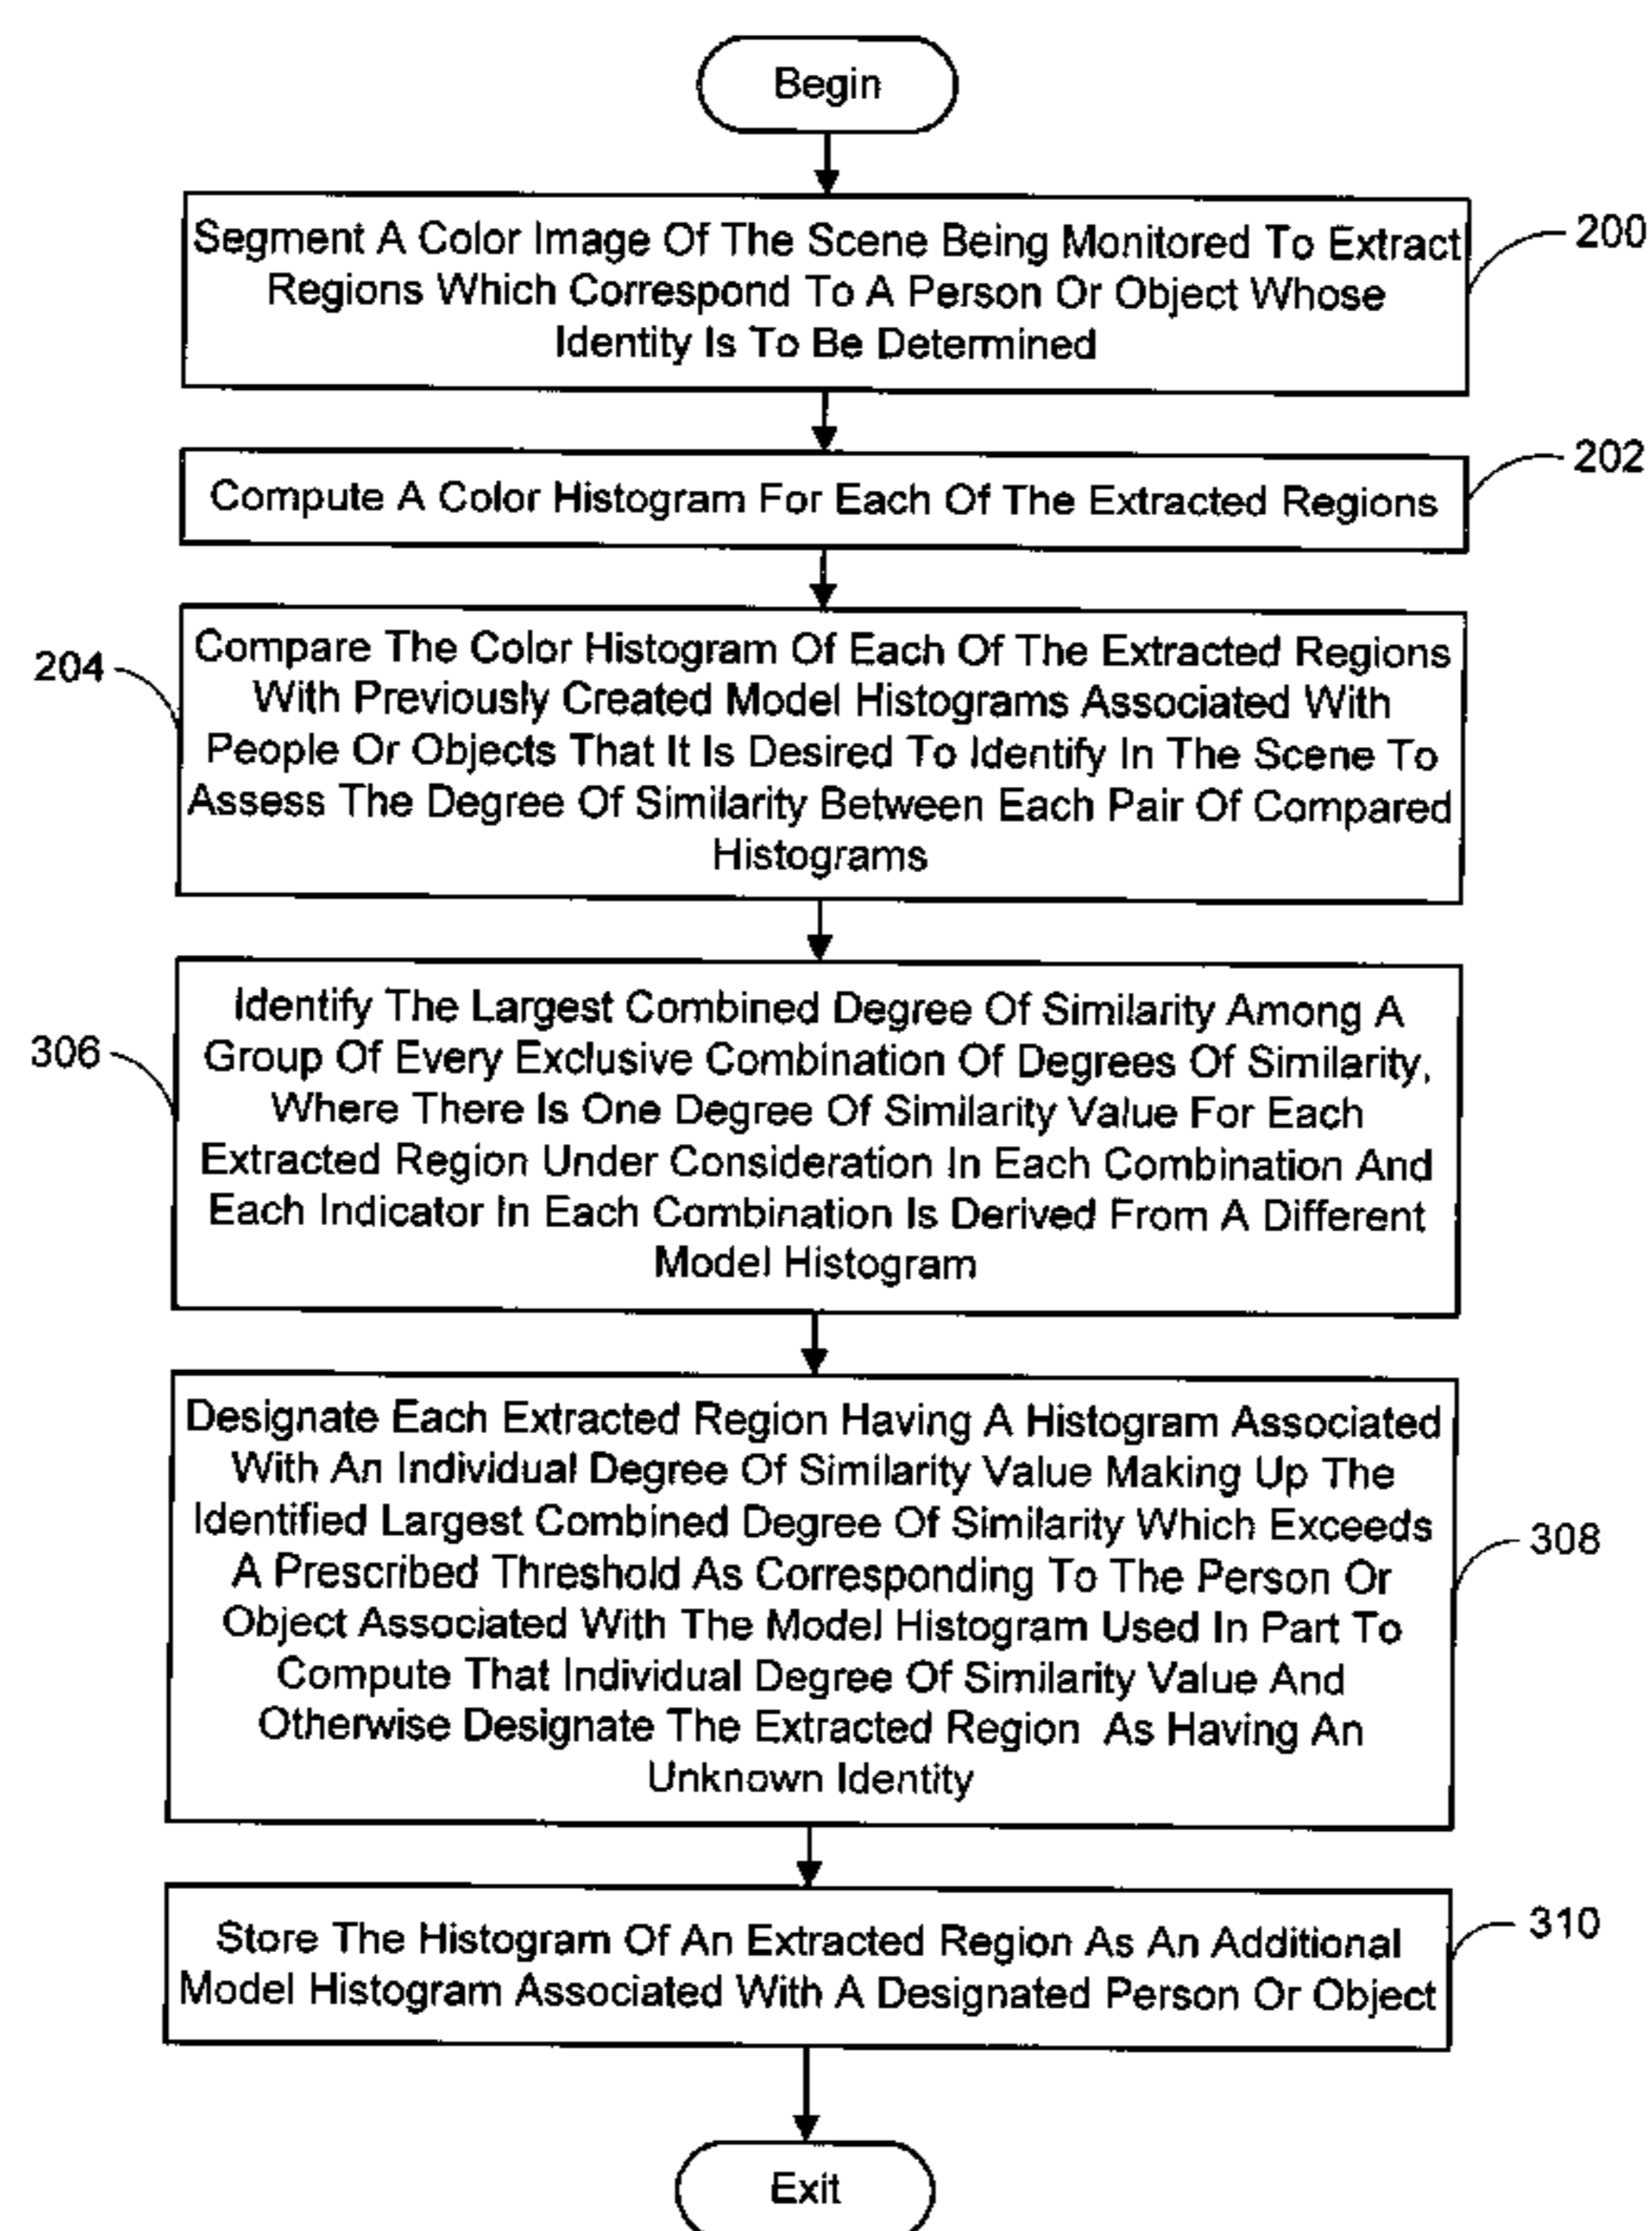 Begin
Segment A Color Image Of The Scene Being Monitored To Extract
Regions Which Correspond To A Person Or Object Whose
Identity Is To Be Determined
200
Compute A Color Histogram For Each Of The Extracted Regions
202
Compare The Color Histogram Of Each Of The Extracted Regions
With Previously Created Model Histograms Associated With
People Or Objects That It Is Desired To Identify In The Scene To
Assess The Degree Of Similarity Between Each Pair Of Compared
Histograms
204
Identify The Largest Combined Degree Of Similarity Among A
Group Of Every Exclusive Combination Of Degrees Of Similarity,
Where There Is One Degree Of Similarity Value For Each
Extracted Region Under Consideration In Each Combination And
Each Indicator In Each Combination Is Derived From A Different
Model Histogram
306
Designate Each Extracted Region Having A Histogram Associated
With An Individual Degree Of Similarity Value Making Up The
Identified Largest Combined Degree Of Similarity Which Exceeds
A Prescribed Threshold As Corresponding To The Person Or
Object Associated With The Model Histogram Used In Part To
Compute That Individual Degree Of Similarity Value And
Otherwise Designate The Extracted Region As Having An
Unknown Identity
308
Store The Histogram Of An Extracted Region As An Additional
Model Histogram Associated With A Designated Person Or Object
310
Exit